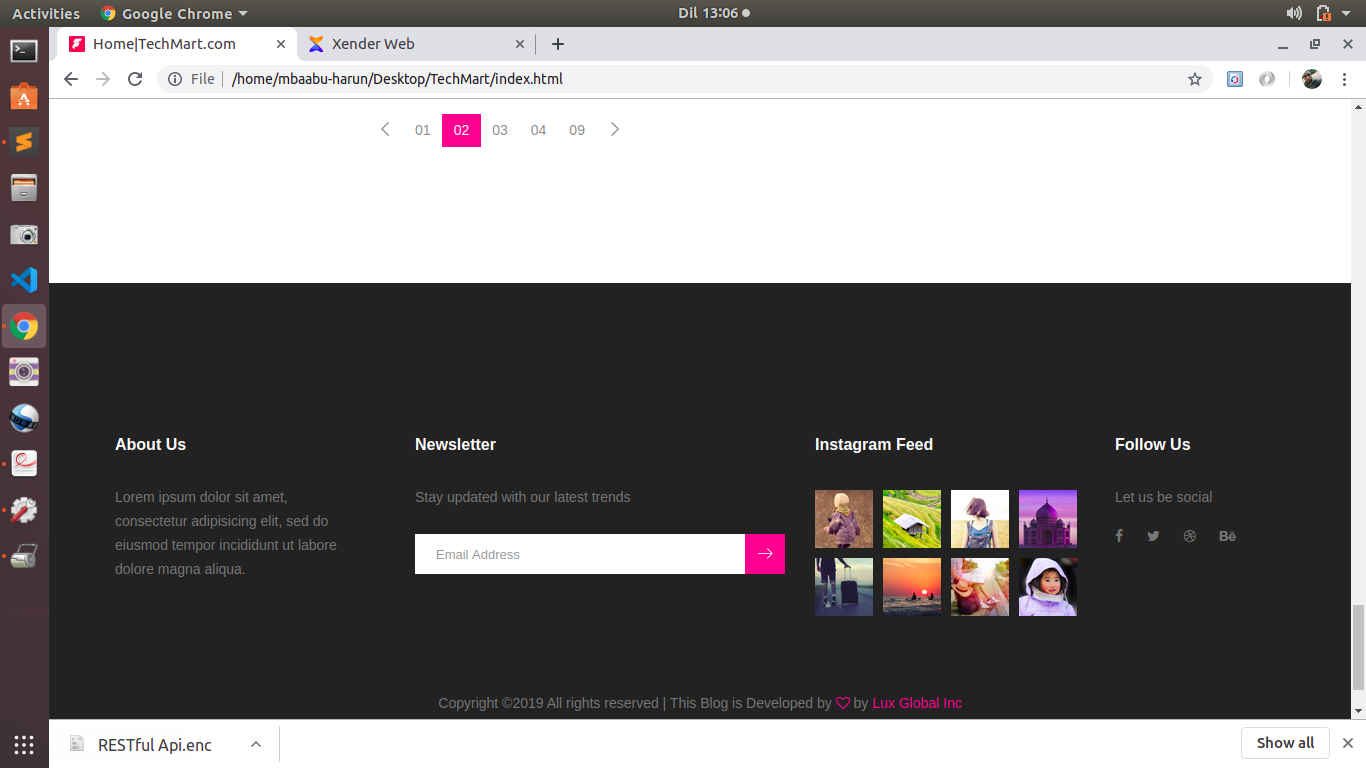 Activities Google Chrome Dil 13:06
Home|TechMart.com Xender Web
File /home/mbaabu-harun/Desktop/TechMart/index.html
01 02 03 04 09
About Us
Lorem ipsum dolor sit amet,
consectetur adipisicing elit, sed do
eiusmod tempor incididunt ut labore
dolore magna aliqua.
Newsletter
Stay updated with our latest trends
Email Address
Instagram Feed
Follow Us
Let us be social
Copyright ©2019 All rights reserved | This Blog is Developed by ♡ by Lux Global Inc
RESTful Api.enc Show all